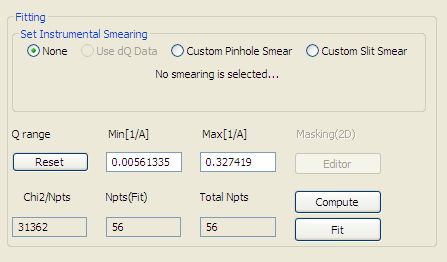 Fitting
Set Instrumental Smearing
None Use dQ Data Custom Pinhole Smear Custom Slit Smear
No smearing is selected...
Q range Min[1/A] Max[1/A] Masking(2D)
Reset 0.00561335 0.327419 Editor
Chi2/Npts Npts(Fit) Total Npts Compute
31362 56 56 Fit